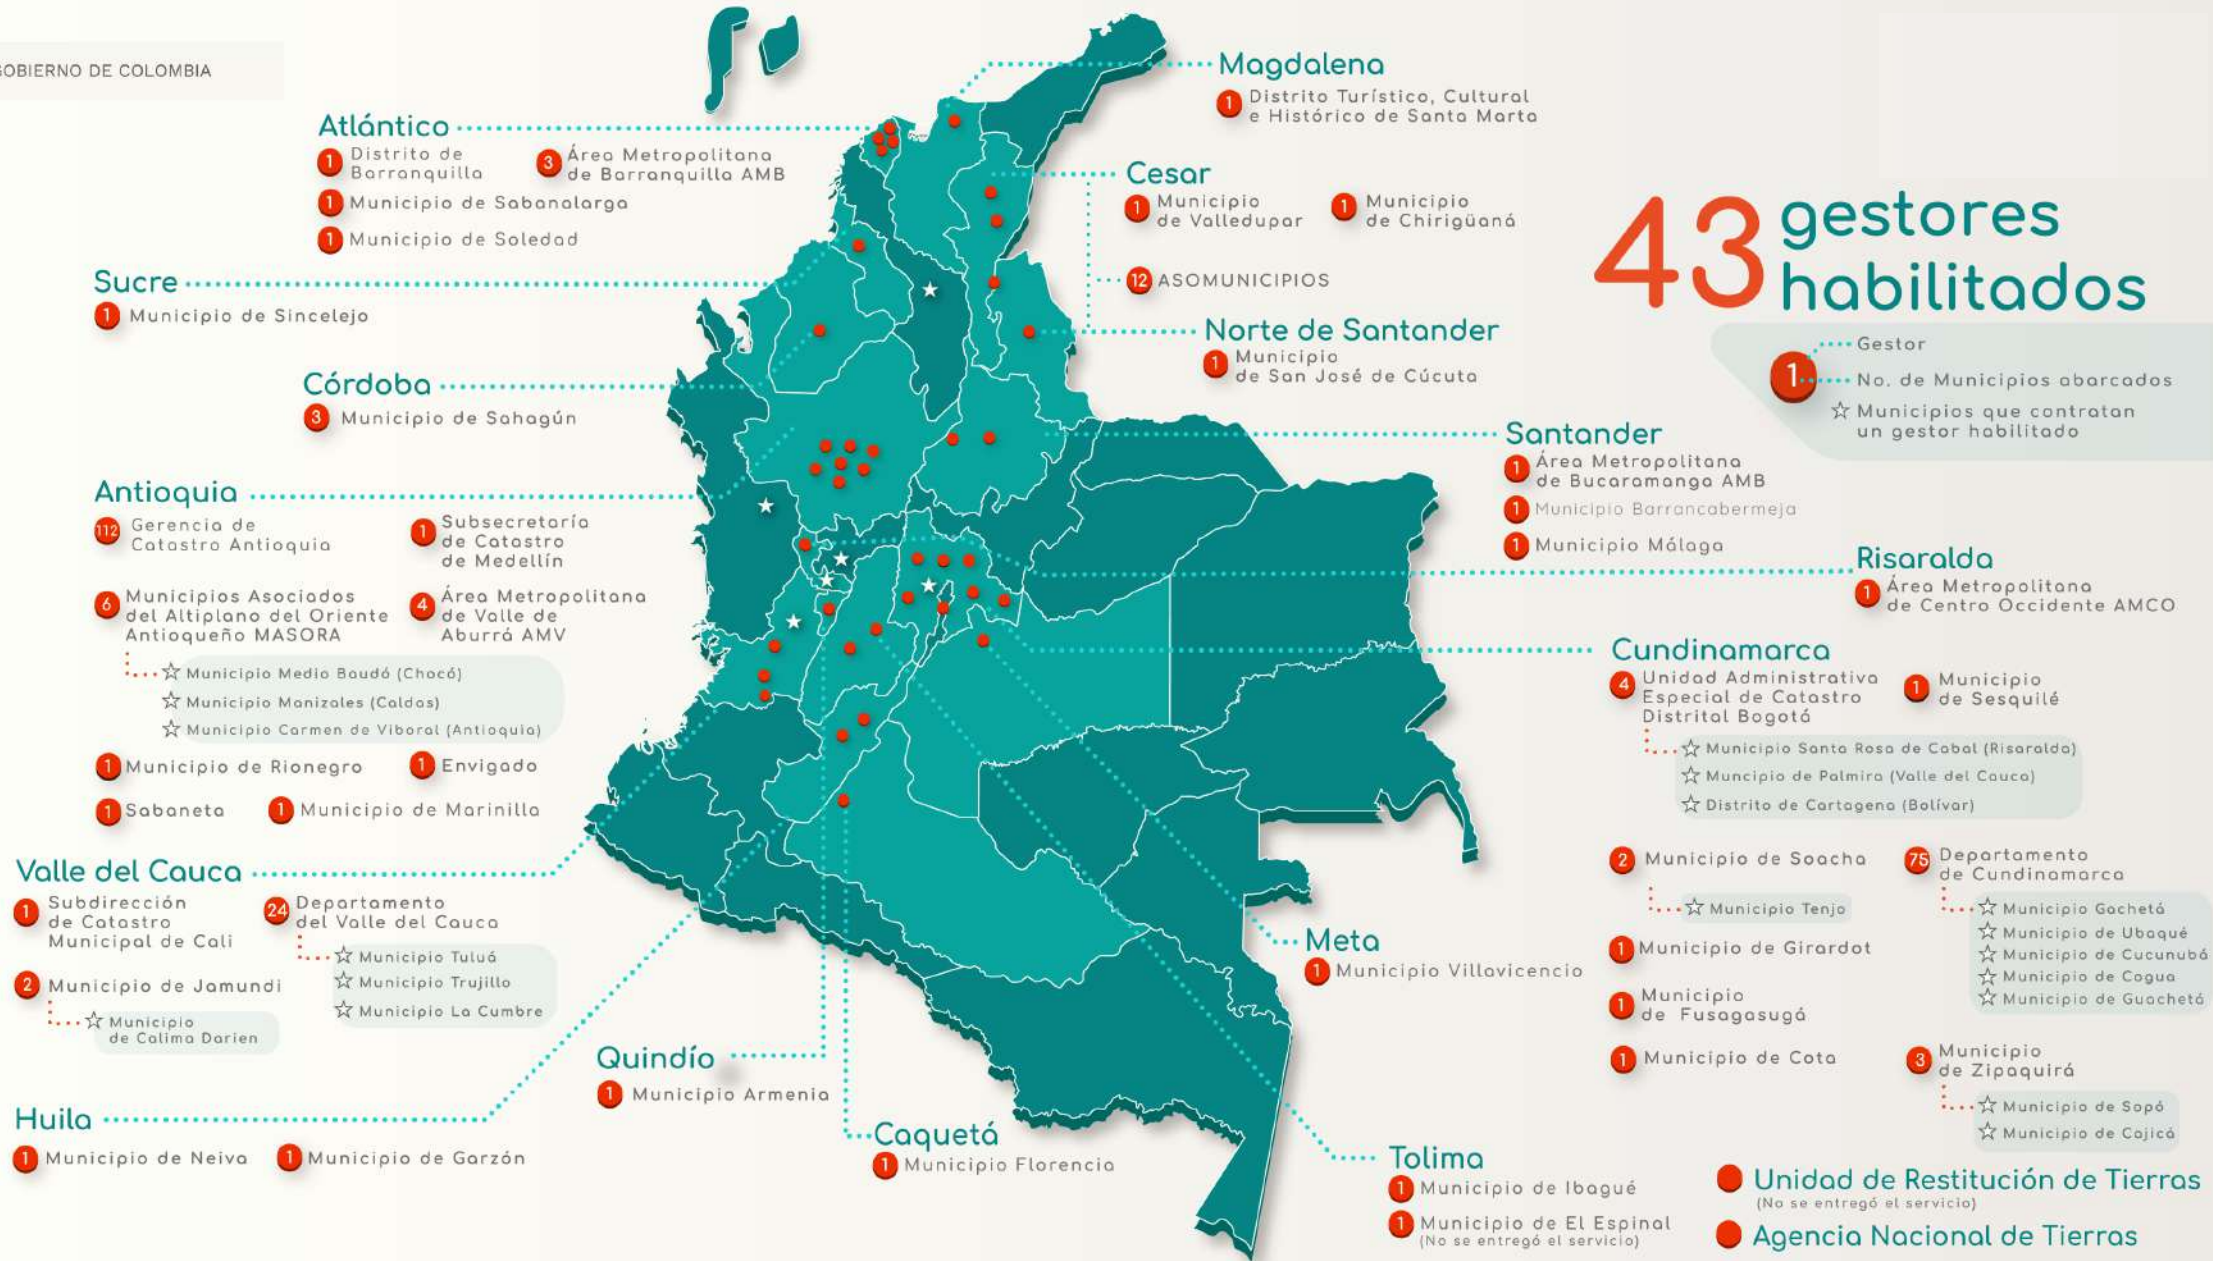 GOBIERNO DE COLOMBIA
Magdalena
1 Distrito Turístico, Cultural
e Histórico de Santa Marta
Atlántico
1 Distrito de
Barranquilla
3 Área Metropolitana
de Barranquilla AMB
1 Municipio de Sabanalarga
1 Municipio de Soledad
Cesar
1 Municipio
de Valledupar
1 Municipio
de Chirigüaná
12 ASOMUNICIPIOS
43 gestores
habilitados
1
Gestor
No. de Municipios abarcados
☆ Municipios que contratan
un gestor habilitado
Sucre
1 Municipio de Sincelejo
Norte de Santander
1 Municipio
de San José de Cúcuta
Córdoba
3 Municipio de Sahagún
Santander
1 Área Metropolitana
de Bucaramanga AMB
1 Municipio Barrancabermeja
1 Municipio Málaga
Antioquia
112 Gerencia de
Catastro Antioquia
1 Subsecretaría
de Catastro
de Medellín
6 Municipios Asociados
del Altiplano del Oriente
Antioqueño MASORA
4 Área Metropolitana
de Valle de
Aburrá AMV
☆ Municipio Medio Baudó (Chocó)
☆ Municipio Manizales (Caldas)
☆ Municipio Carmen de Viboral (Antioquia)
1 Municipio de Rionegro
1 Envigado
1 Sabaneta
1 Municipio de Marinilla
Risaralda
1 Área Metropolitana
de Centro Occidente AMCO
Cundinamarca
4 Unidad Administrativa
Especial de Catastro
Distrital Bogotá
1 Municipio
de Sesquilé
☆ Municipio Santa Rosa de Cabal (Risaralda)
☆ Muncipio de Palmira (Valle del Cauca)
☆ Distrito de Cartagena (Bolívar)
2 Municipio de Soacha
☆ Municipio Tenjo
75 Departamento
de Cundinamarca
☆ Municipio Gachetá
☆ Municipio de Ubaqué
☆ Municipio de Cucunubá
☆ Municipio de Cogua
☆ Municipio de Guachetá
1 Municipio de Girardot
1 Municipio
de Fusagasugá
1 Municipio de Cota
3 Municipio
de Zipaquirá
☆ Municipio de Sopó
☆ Municipio de Cajicá
Valle del Cauca
1 Subdirección
de Catastro
Municipal de Cali
24 Departamento
del Valle del Cauca
☆ Municipio Tuluá
☆ Municipio Trujillo
☆ Municipio La Cumbre
2 Municipio de Jamundi
☆ Municipio
de Calima Darien
Meta
1 Municipio Villavicencio
Quindío
1 Municipio Armenia
Huila
1 Municipio de Neiva
1 Municipio de Garzón
Caquetá
1 Municipio Florencia
Tolima
1 Municipio de Ibagué
1 Municipio de El Espinal
(No se entregó el servicio)
Unidad de Restitución de Tierras
(No se entregó el servicio)
Agencia Nacional de Tierras